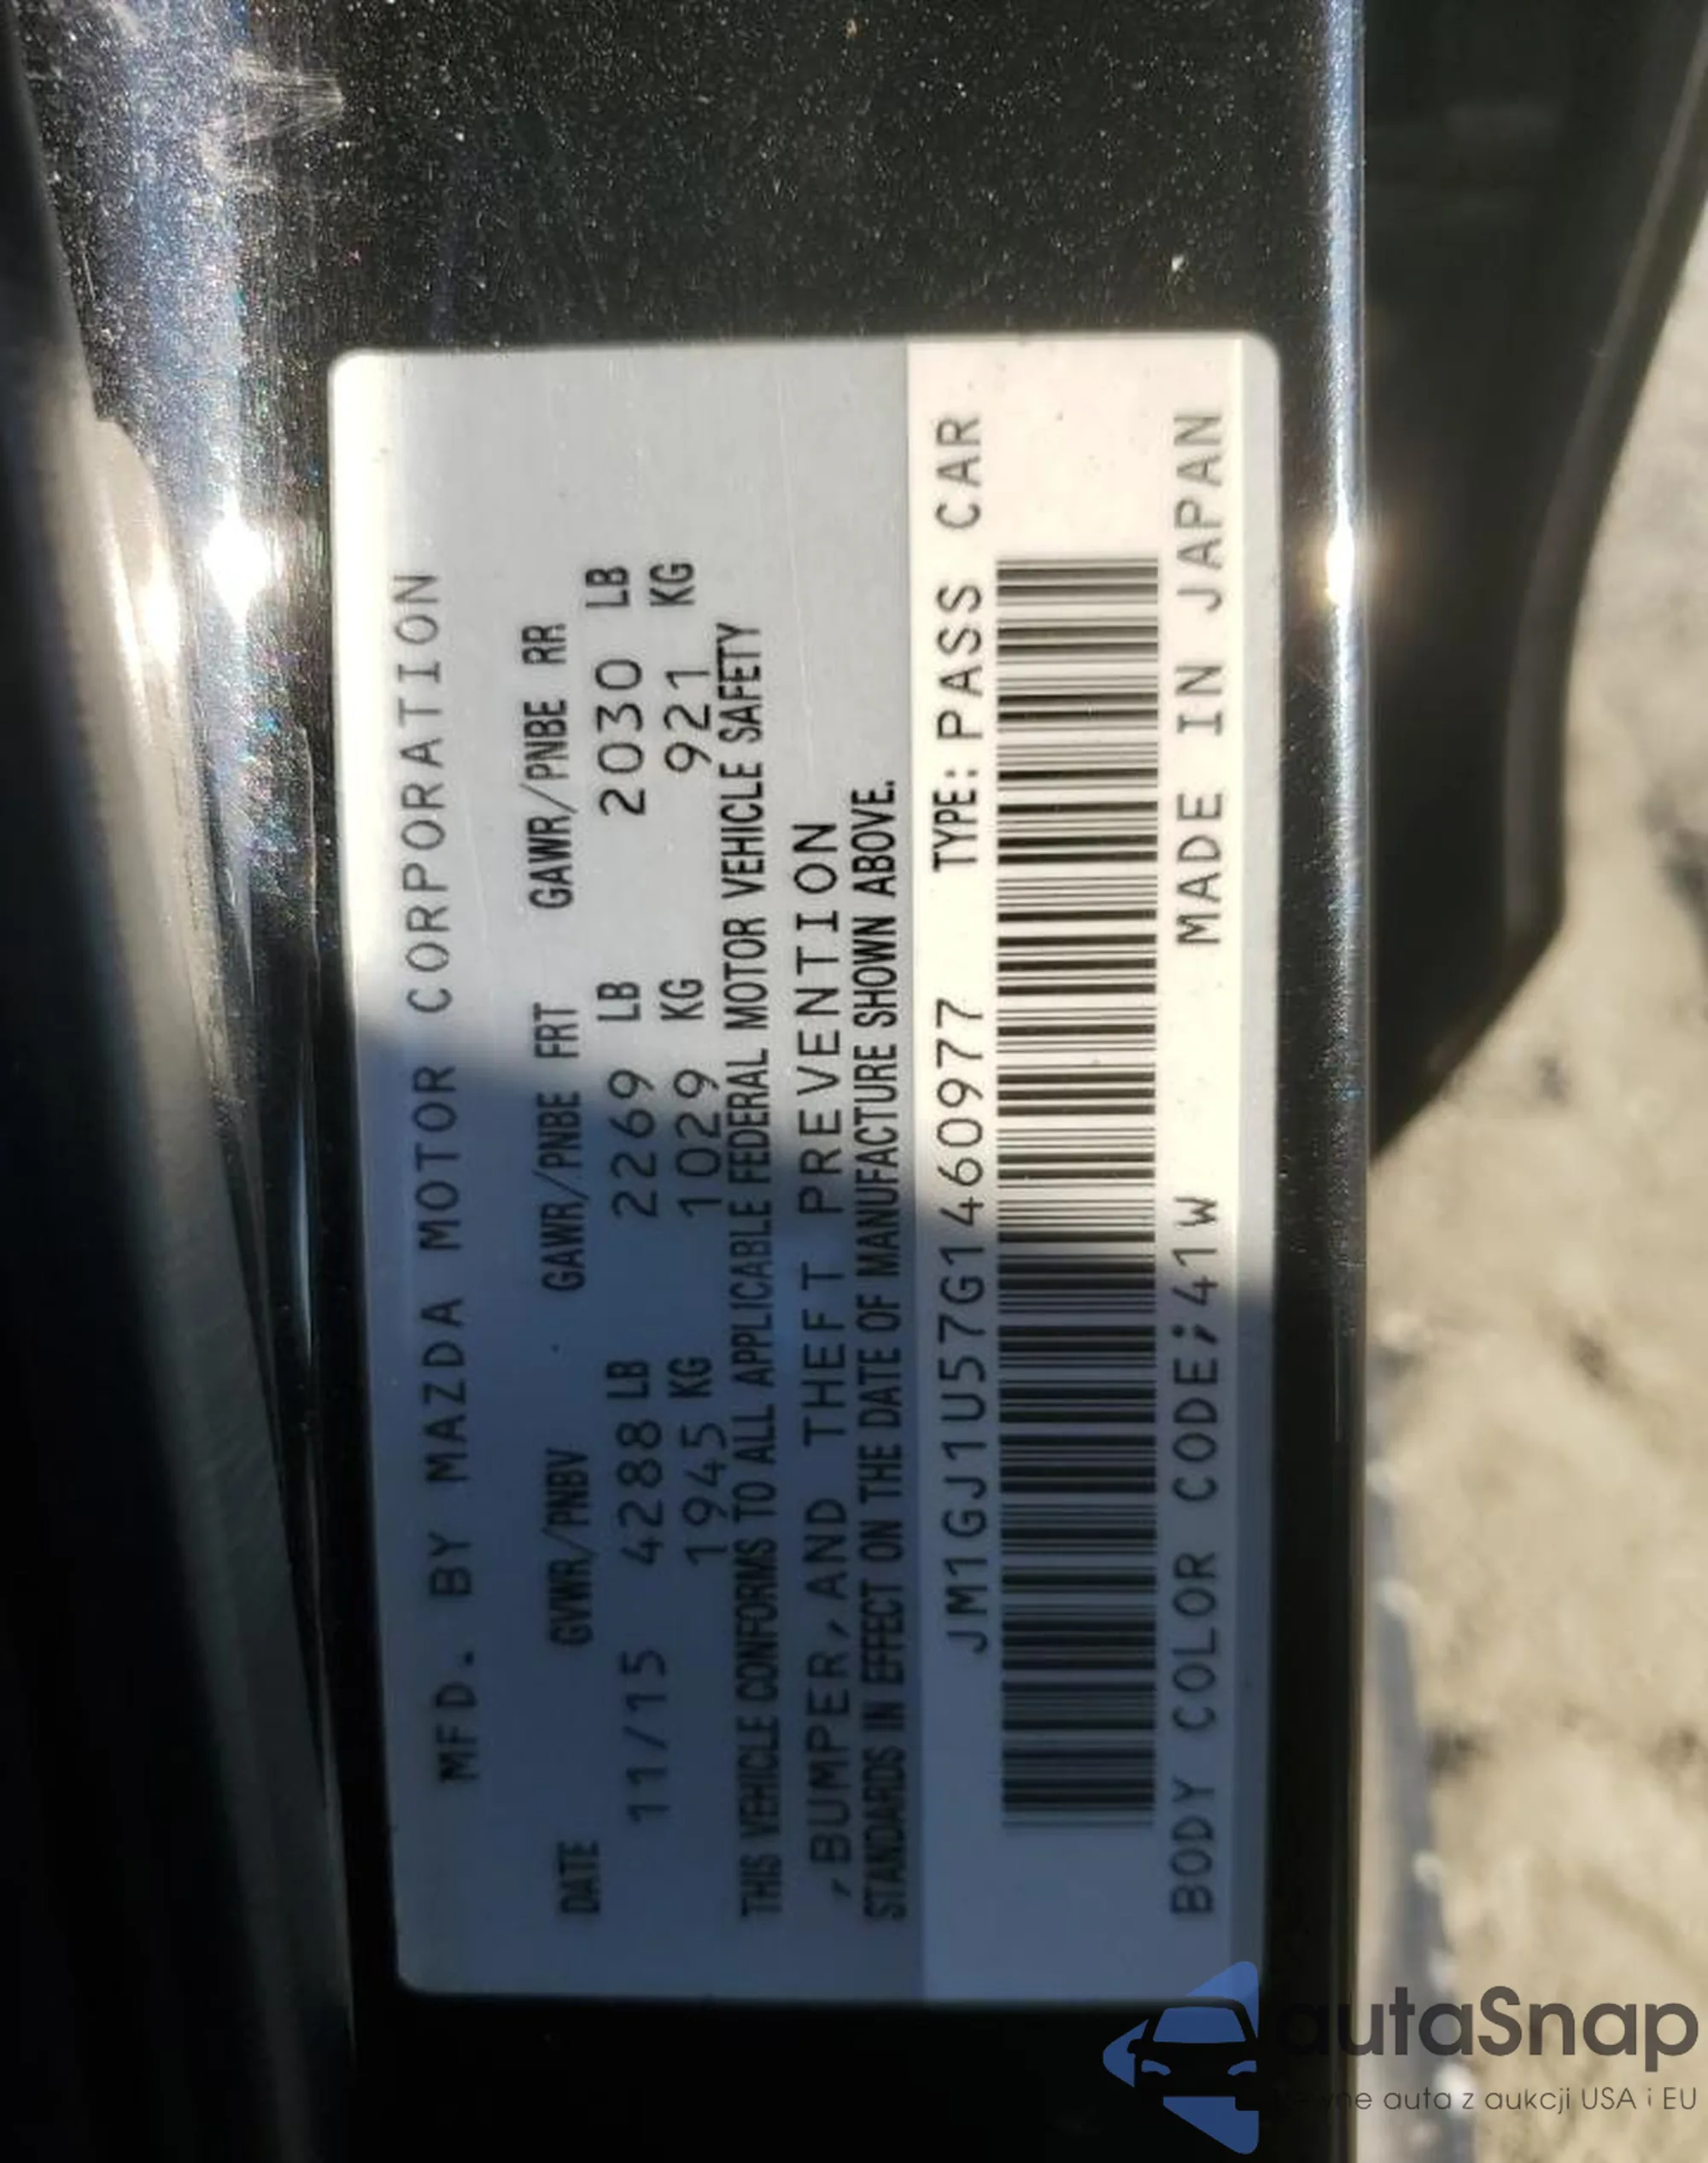 MFD. BY MAZDA MOTOR CORPORATION
DATE GVWR/PNBV GAWR/PNBE FRT GAWR/PNBE RR
11/15 4288 LB 2269 LB 2030 LB
1945 KG 1029 KG 921 KG
THIS VEHICLE CONFORMS TO ALL APPLICABLE FEDERAL MOTOR VEHICLE SAFETY
,BUMPER,AND THEFT PREVENTION
STANDARDS IN EFFECT ON THE DATE OF MANUFACTURE SHOWN ABOVE.
JM1GJ1U57G1460977 TYPE: PASS CAR
BODY COLOR CODE;41W MADE IN JAPAN
autaSnap
auta z aukcji USA i EU